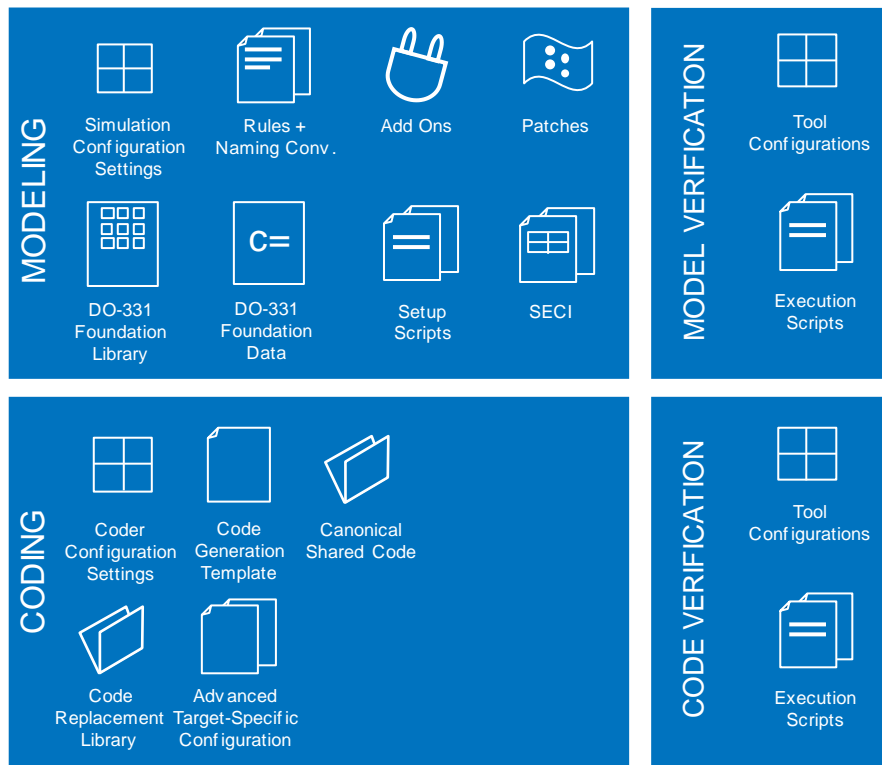 MODELING
Simulation
Configuration
Settings
Rules +
Naming Conv.
Add Ons
Patches
DO-331
Foundation
Library
C=
DO-331
Foundation
Data
Setup
Scripts
SECI
MODEL VERIFICATION
Tool
Configurations
Execution
Scripts
CODING
Coder
Configuration
Settings
Code
Generation
Template
Canonical
Shared Code
Code
Replacement
Library
Advanced
Target-Specific
Configuration
CODE VERIFICATION
Tool
Configurations
Execution
Scripts